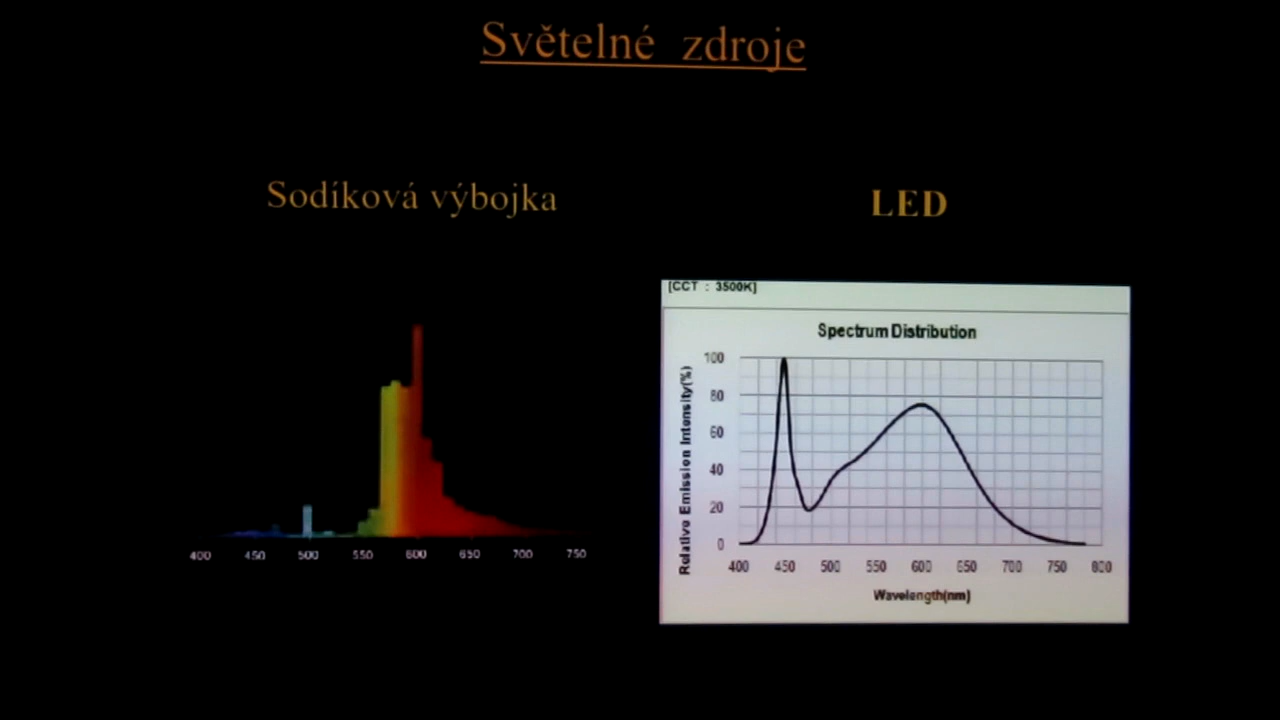 Světelné zdroje
Sodíková výbojka
LED
400 450 500 550 600 650 700 750
[CCT : 3500K]
Spectrum Distribution
Relative Emission Intensity(%)
100
80
60
40
20
0
400 450 500 550 600 650 700 750 800
Wavelength(nm)